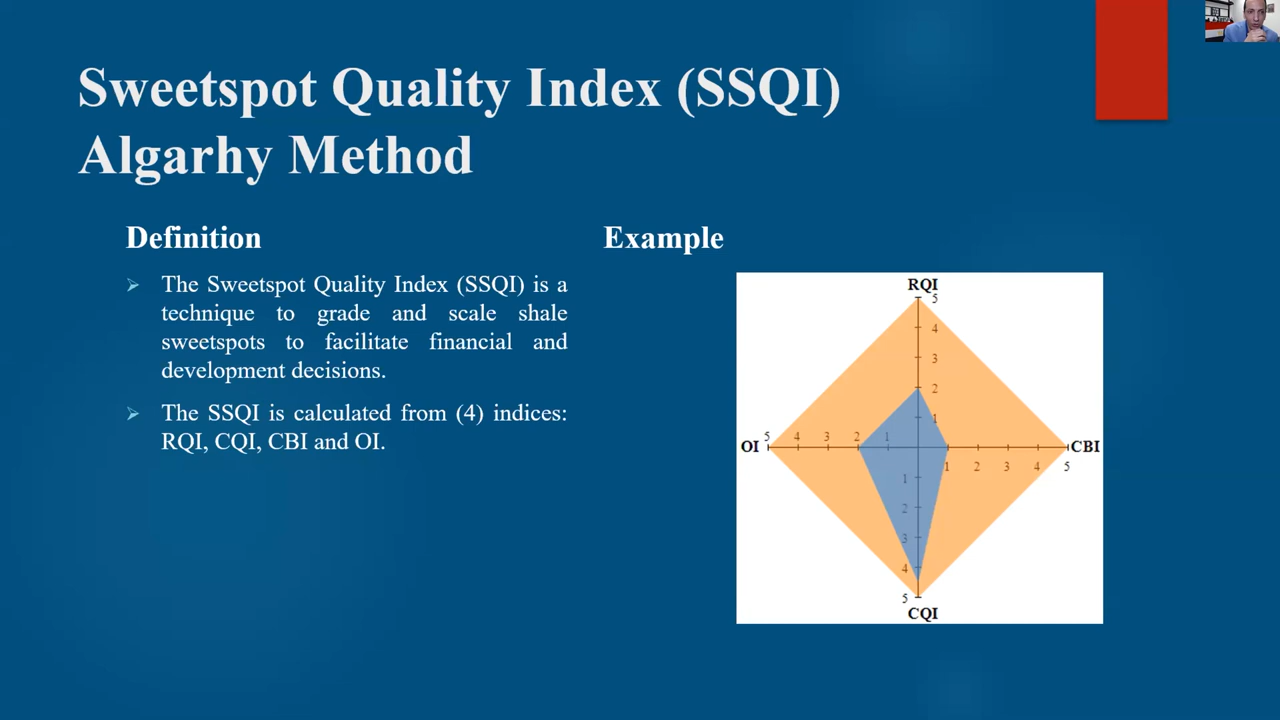 Sweetspot Quality Index (SSQI)
Algarhy Method
Definition
The Sweetspot Quality Index (SSQI) is a
technique to grade and scale shale
sweetspots to facilitate financial and
development decisions.
The SSQI is calculated from (4) indices:
RQI, CQI, CBI and OI.
Example
RQI
5
4
3
2
1
OI 5 4 3 2 1
1 2 3 4 5 CBI
1
2
3
4
5
CQI